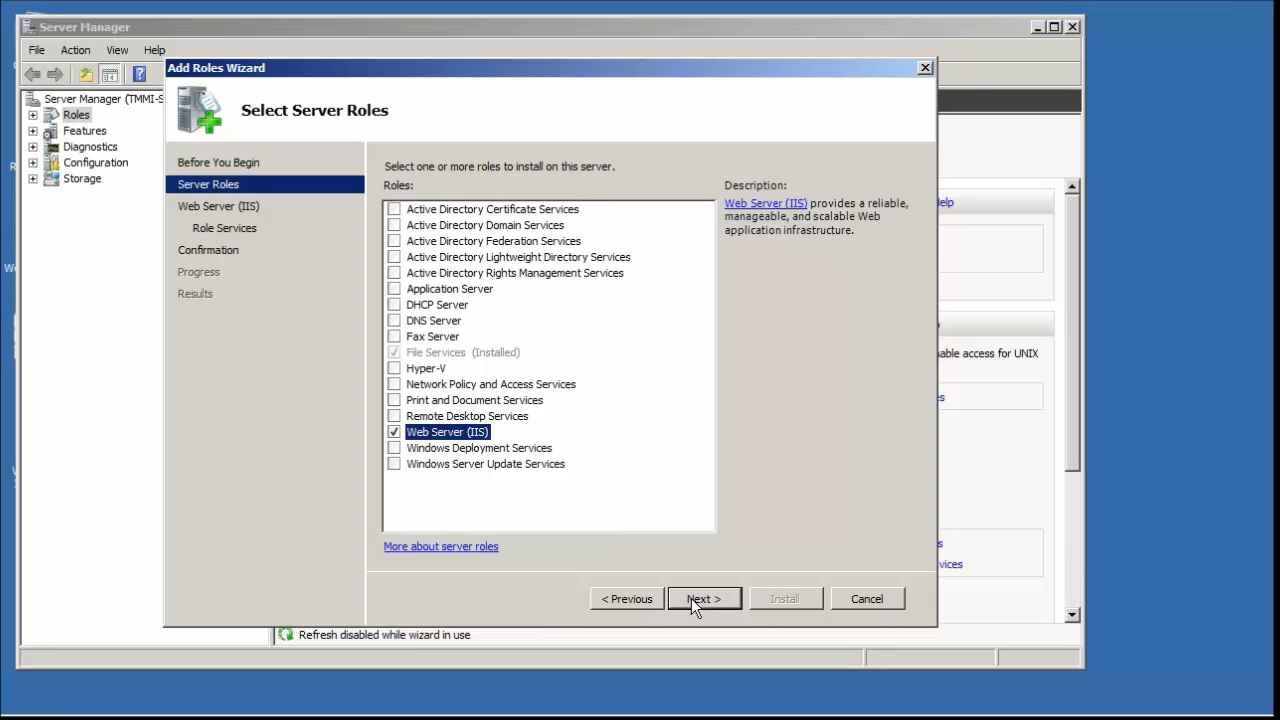 Server Manager
File Action View Help
Add Roles Wizard
Select Server Roles
Server Manager (TMMI-S
Roles
Features
Diagnostics
Configuration
Storage
Before You Begin
Server Roles
Web Server (IIS)
Role Services
Confirmation
Progress
Results
Select one or more roles to install on this server.
Roles:
Active Directory Certificate Services
Active Directory Domain Services
Active Directory Federation Services
Active Directory Lightweight Directory Services
Active Directory Rights Management Services
Application Server
DHCP Server
DNS Server
Fax Server
File Services (Installed)
Hyper-V
Network Policy and Access Services
Print and Document Services
Remote Desktop Services
Web Server (IIS)
Windows Deployment Services
Windows Server Update Services
More about server roles
Description:
Web Server (IIS) provides a reliable,
manageable, and scalable Web
application infrastructure.
elp
able access for UNIX
es
s
vices
< Previous Next > Install Cancel
Refresh disabled while wizard in use